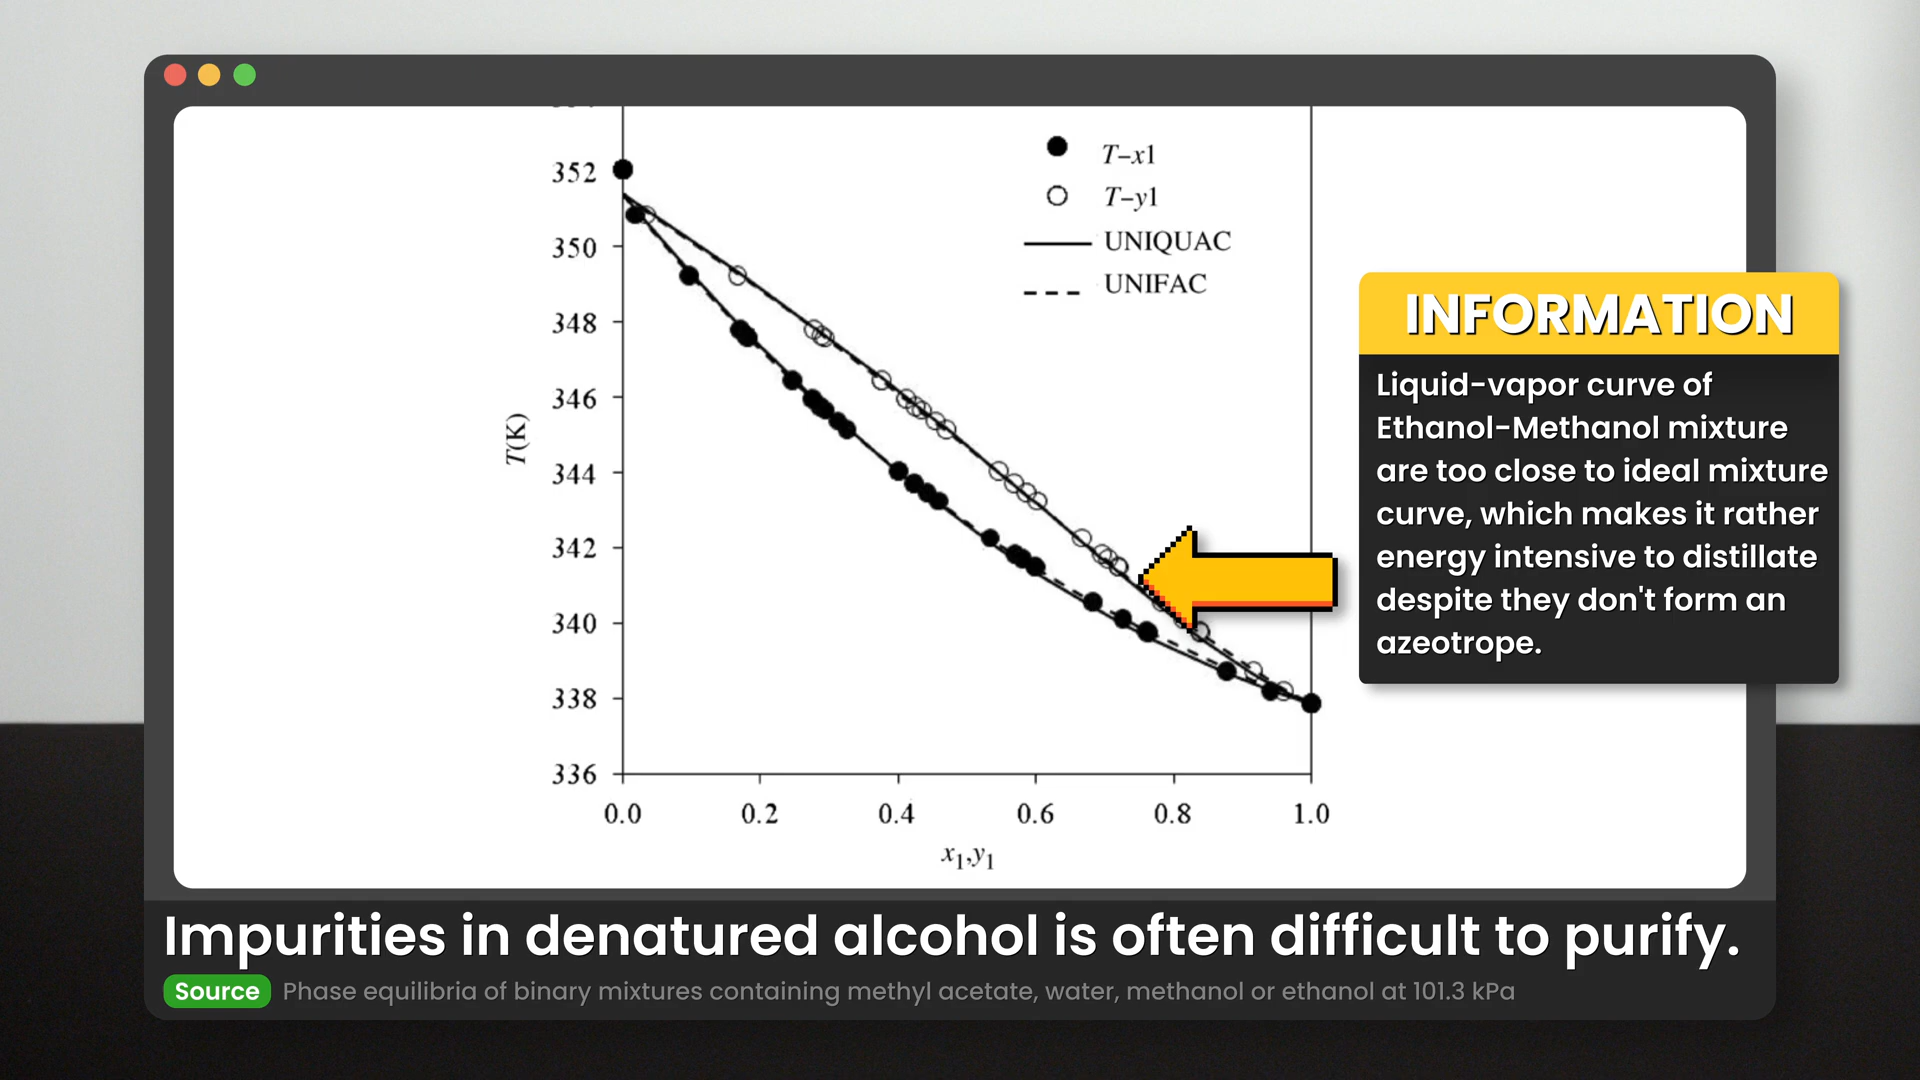 352
350
348
346
344
342
340
338
336
T(K)
0.0 0.2 0.4 0.6 0.8 1.0
x1,y1
T–x1
T–y1
UNIQUAC
UNIFAC
INFORMATION
Liquid-vapor curve of
Ethanol-Methanol mixture
are too close to ideal mixture
curve, which makes it rather
energy intensive to distillate
despite they don't form an
azeotrope.
Impurities in denatured alcohol is often difficult to purify.
Source Phase equilibria of binary mixtures containing methyl acetate, water, methanol or ethanol at 101.3 kPa